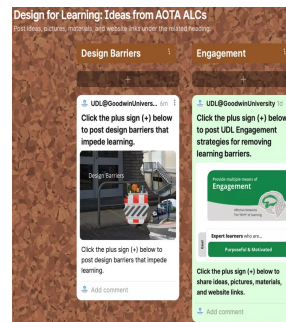 Design for Learning: Ideas from AOTA ALCs
Post ideas, pictures, materials, and website links under the related heading.
Design Barriers
+
UDL@GoodwinUnivers... 6m
Click the plus sign (+) below
to post design barriers that
impede learning.
Design Barriers
Click the plus sign (+) below to
post design barriers that impede
learning.
Add comment
Engagement
+
UDL@GoodwinUniversity 1d
Click the plus sign (+) below
to post UDL Engagement
strategies for removing
learning barriers.
Provide multiple means of
Engagement
Expert learners who are...
Purposeful & Motivated
Click the plus sign (+) below to
share ideas, pictures, materials,
and website links.
Add comment